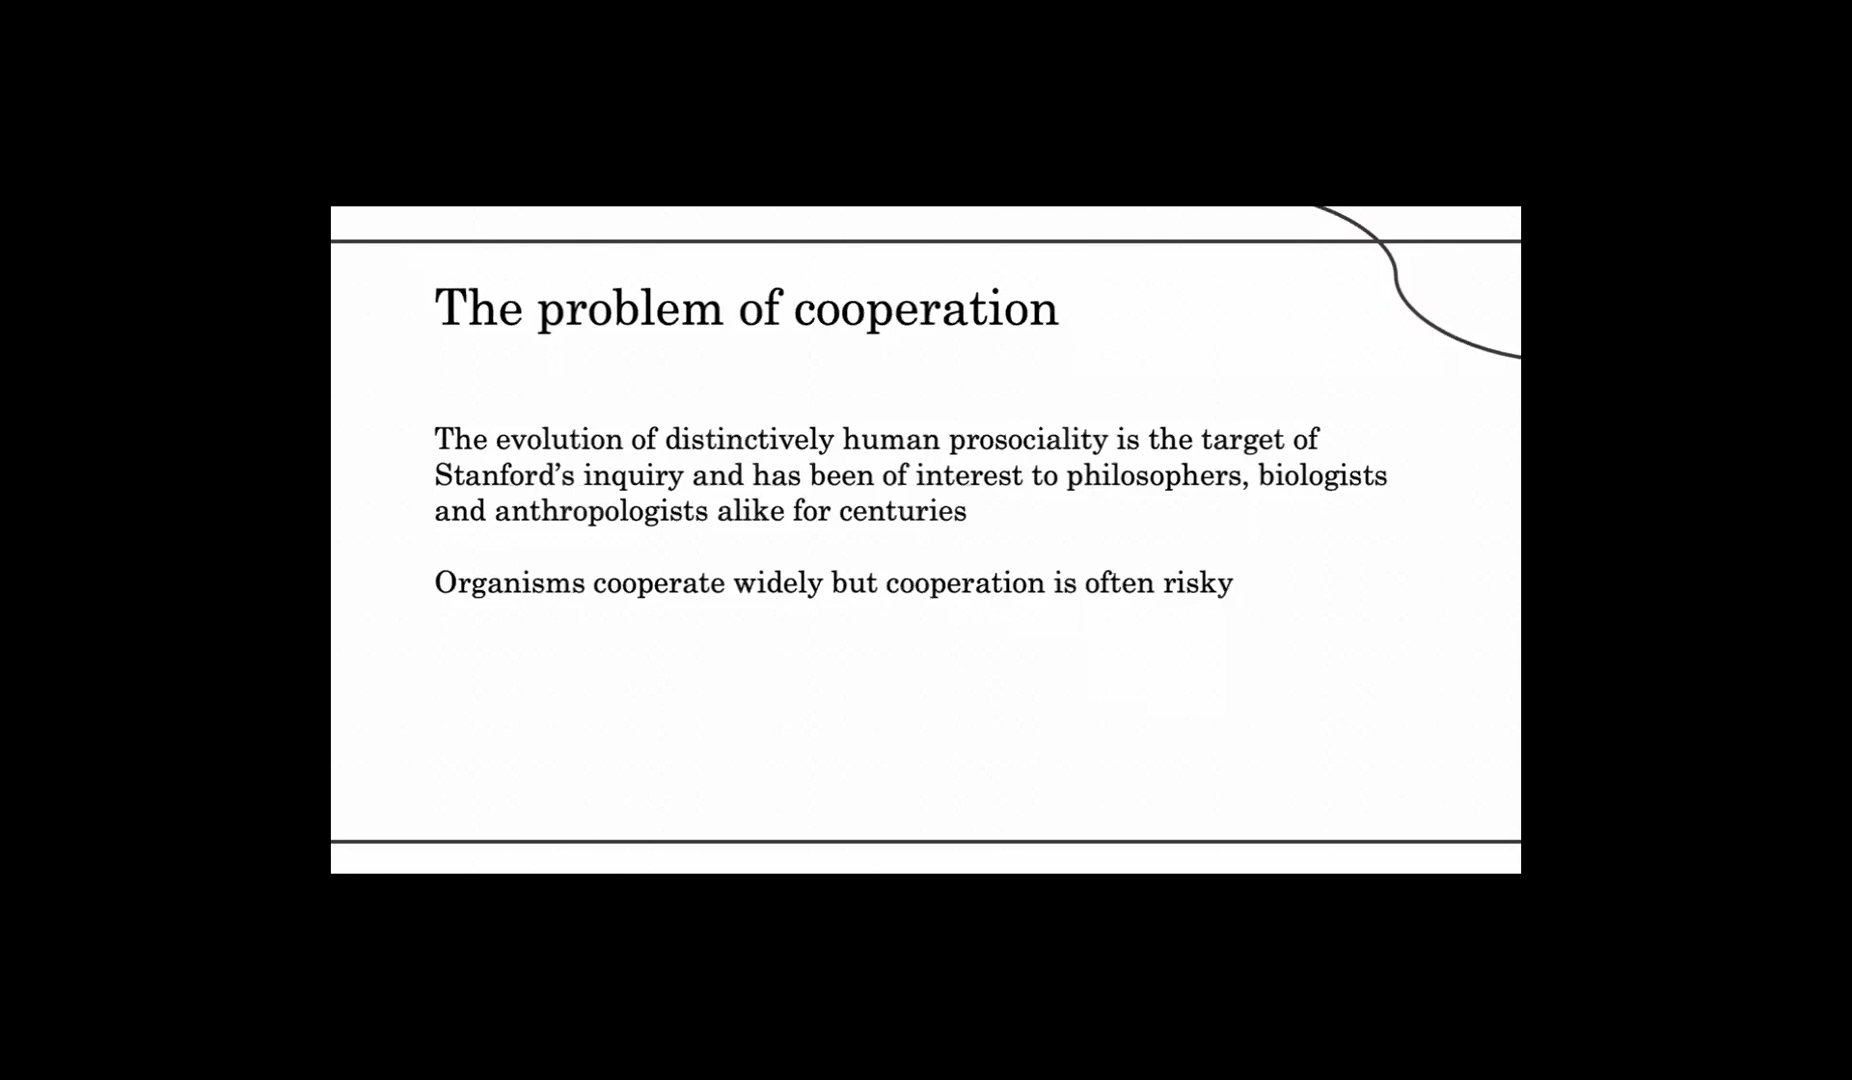 The problem of cooperation
The evolution of distinctively human prosociality is the target of
Stanford’s inquiry and has been of interest to philosophers, biologists
and anthropologists alike for centuries
Organisms cooperate widely but cooperation is often risky